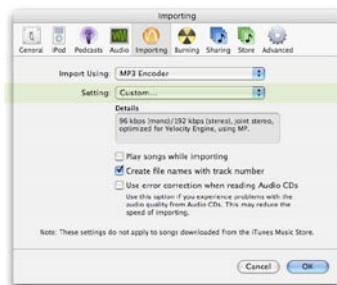 Importing
General iPod Podcasts Audio Importing Burning Sharing Store Advanced
Import Using: MP3 Encoder
Setting: Custom...
Details
96 kbps (mono)/192 kbps (stereo), joint stereo,
optimized for Velocity Engine, using MP.
Play songs while importing
Create file names with track number
Use error correction when reading Audio CDs
Use this option if you experience problems with the
audio quality from Audio CDs. This may reduce the
speed of importing.
Note: These settings do not apply to songs downloaded from the iTunes Music Store.
Cancel OK